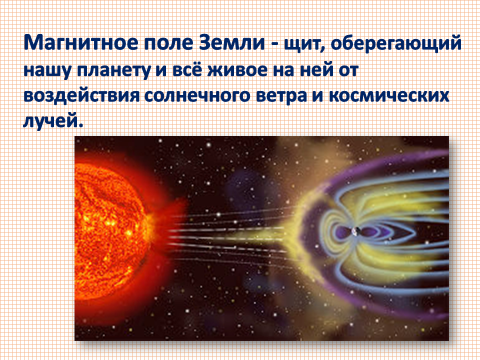 Магнитное поле Земли - щит, оберегающий
нашу планету и всё живое на ней от
воздействия солнечного ветра и космических
лучей.